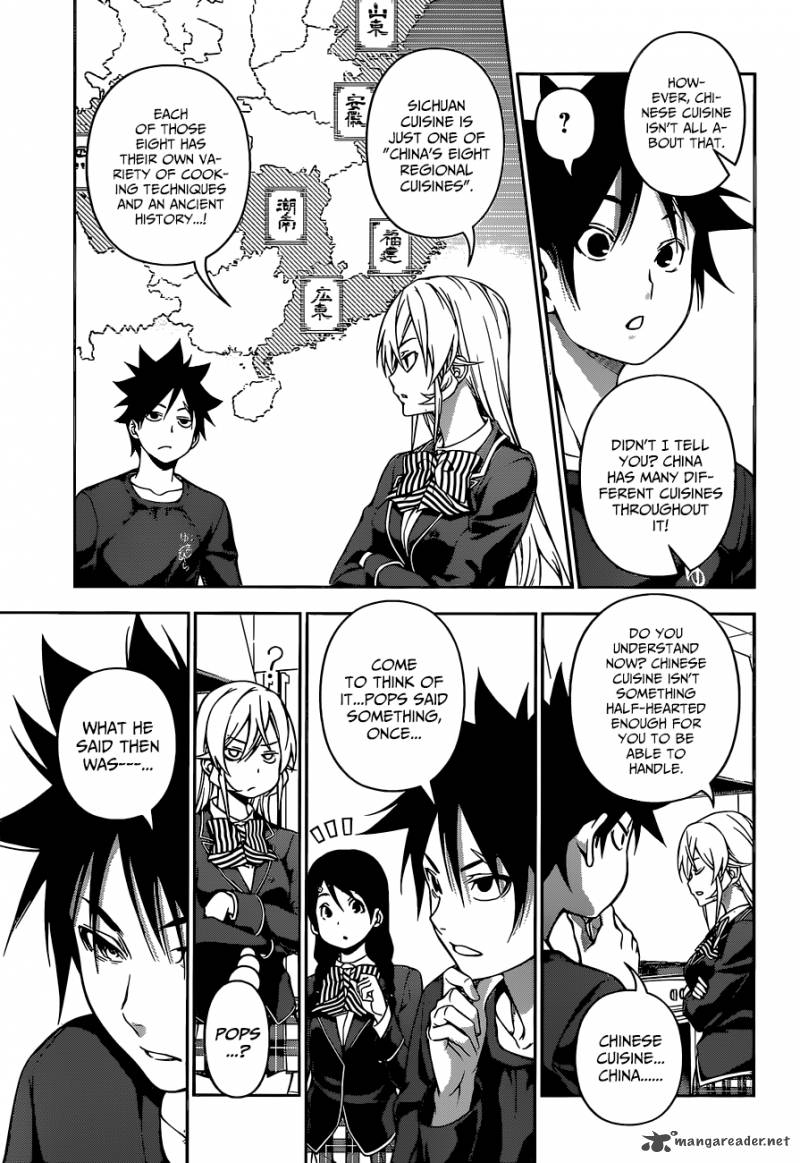 HOW-
EVER, CHI-
NESE CUISINE
ISN'T ALL A-
BOUT THAT.
?
DIDN'T I TELL
YOU? CHINA
HAS MANY DIF-
FERENT CUISINES
THROUGHOUT
IT!
SICHUAN
CUISINE IS
JUST ONE OF
"CHINA'S EIGHT
REGIONAL
CUISINES".
EACH
OF THOSE
EIGHT HAS
THEIR OWN VA-
RIETY OF COOK-
ING TECHNIQUES
AND AN ANCIENT
HISTORY...!
山東
安徽
湖南
福建
広東
ゆきひら
ゆ
DO YOU
UNDERSTAND
NOW? CHINESE
CUISINE ISN'T
SOMETHING
HALF-HEARTED
ENOUGH FOR
YOU TO BE
ABLE TO
HANDLE.
CHINESE
CUISINE...
CHINA......
COME
TO THINK OF
IT...POPS SAID
SOMETHING,
ONCE...
?
POPS
...?
WHAT HE
SAID THEN
WAS---...
mangareader.net